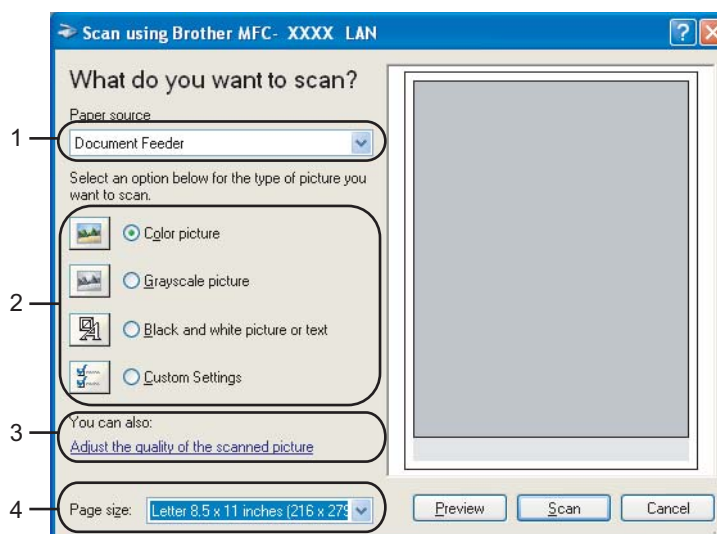 Scan using Brother MFC- XXXX LAN
What do you want to scan?
Paper source
1
Document Feeder
Select an option below for the type of picture you
want to scan.
2
Color picture
Grayscale picture
Black and white picture or text
Custom Settings
3
You can also:
Adjust the quality of the scanned picture
4
Page size: Letter 8.5 x 11 inches (216 x 279
Preview Scan Cancel